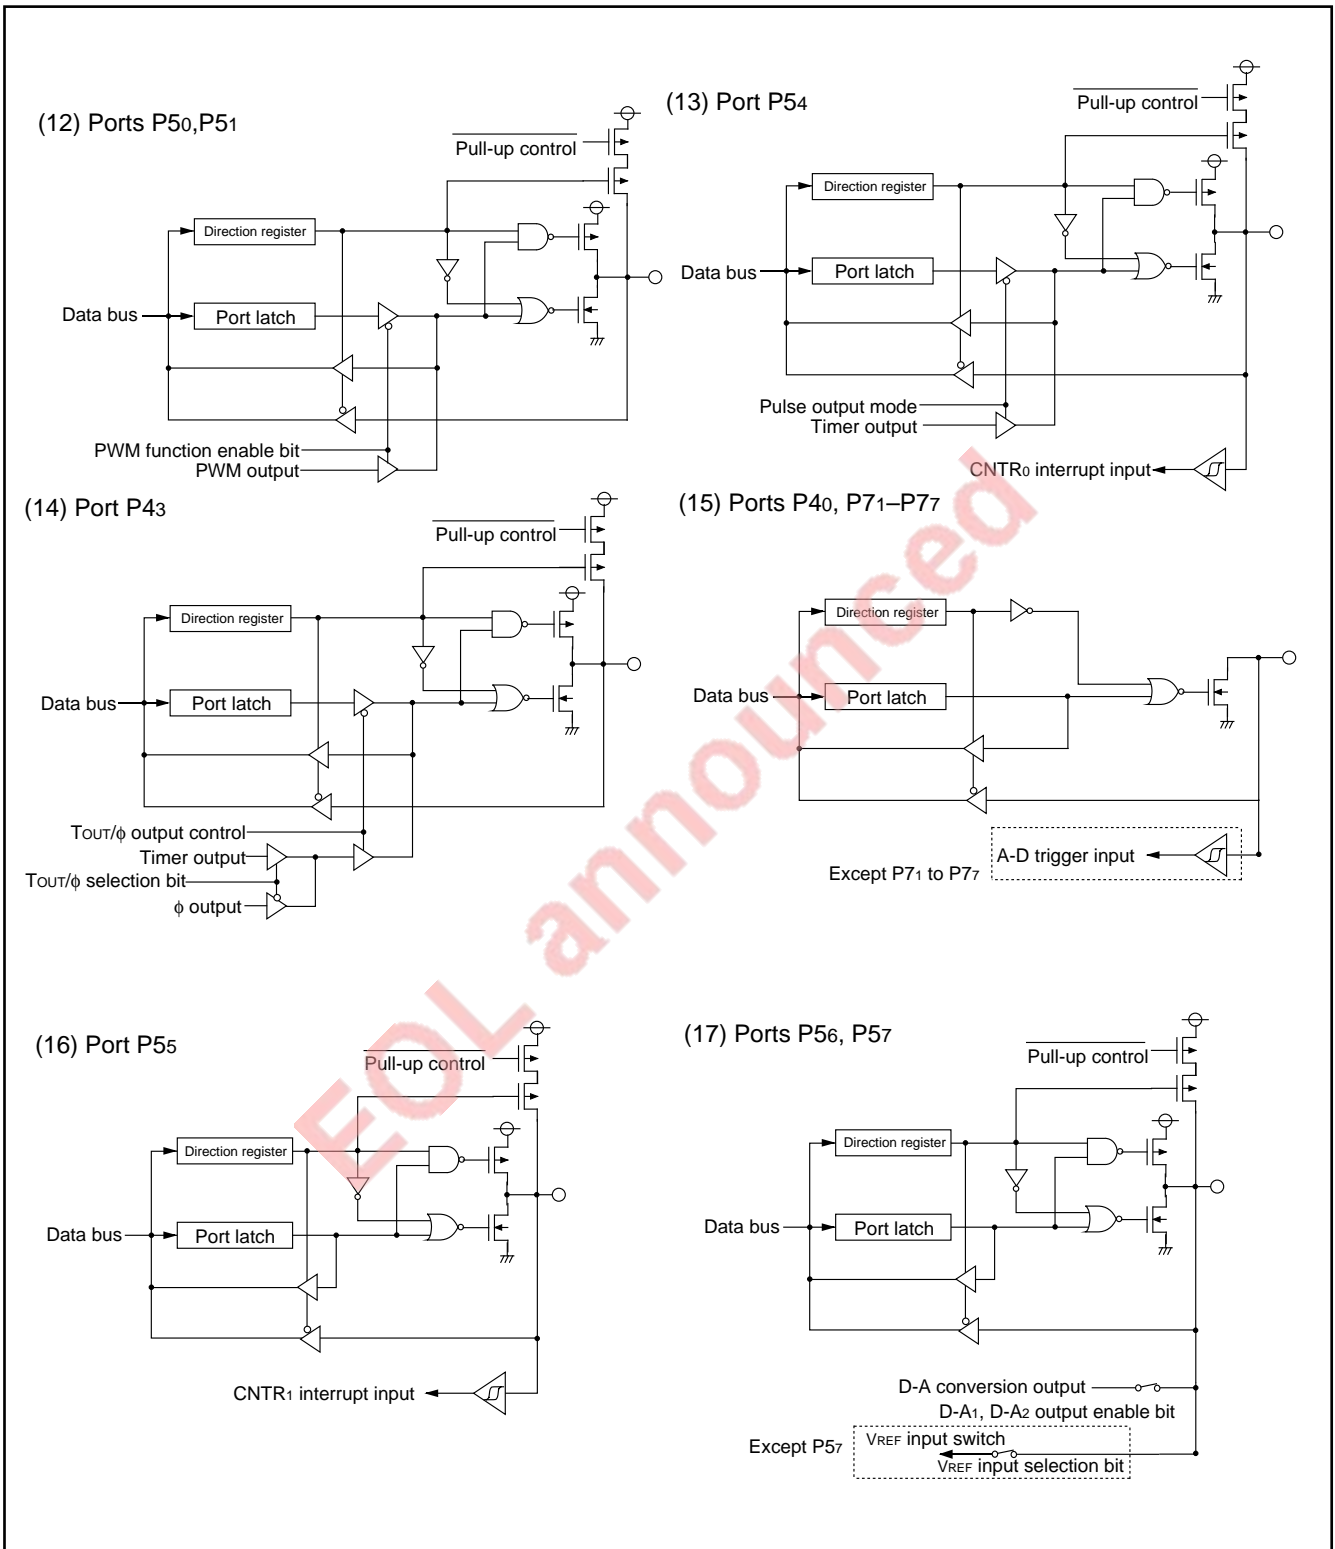 (12) Ports P50,P51
Pull-up control
Direction register
Data bus
Port latch
PWM function enable bit
PWM output
(13) Port P54
Pull-up control
Direction register
Data bus
Port latch
Pulse output mode
Timer output
CNTR0 interrupt input
(14) Port P43
Pull-up control
Direction register
Data bus
Port latch
TOUT/ϕ output control
Timer output
TOUT/ϕ selection bit
ϕ output
(15) Ports P40, P71–P77
Direction register
Data bus
Port latch
A-D trigger input
Except P71 to P77
(16) Port P55
Pull-up control
Direction register
Data bus
Port latch
CNTR1 interrupt input
(17) Ports P56, P57
Pull-up control
Direction register
Data bus
Port latch
D-A conversion output
D-A1, D-A2 output enable bit
Except P57
VREF input switch
VREF input selection bit
EOL announced